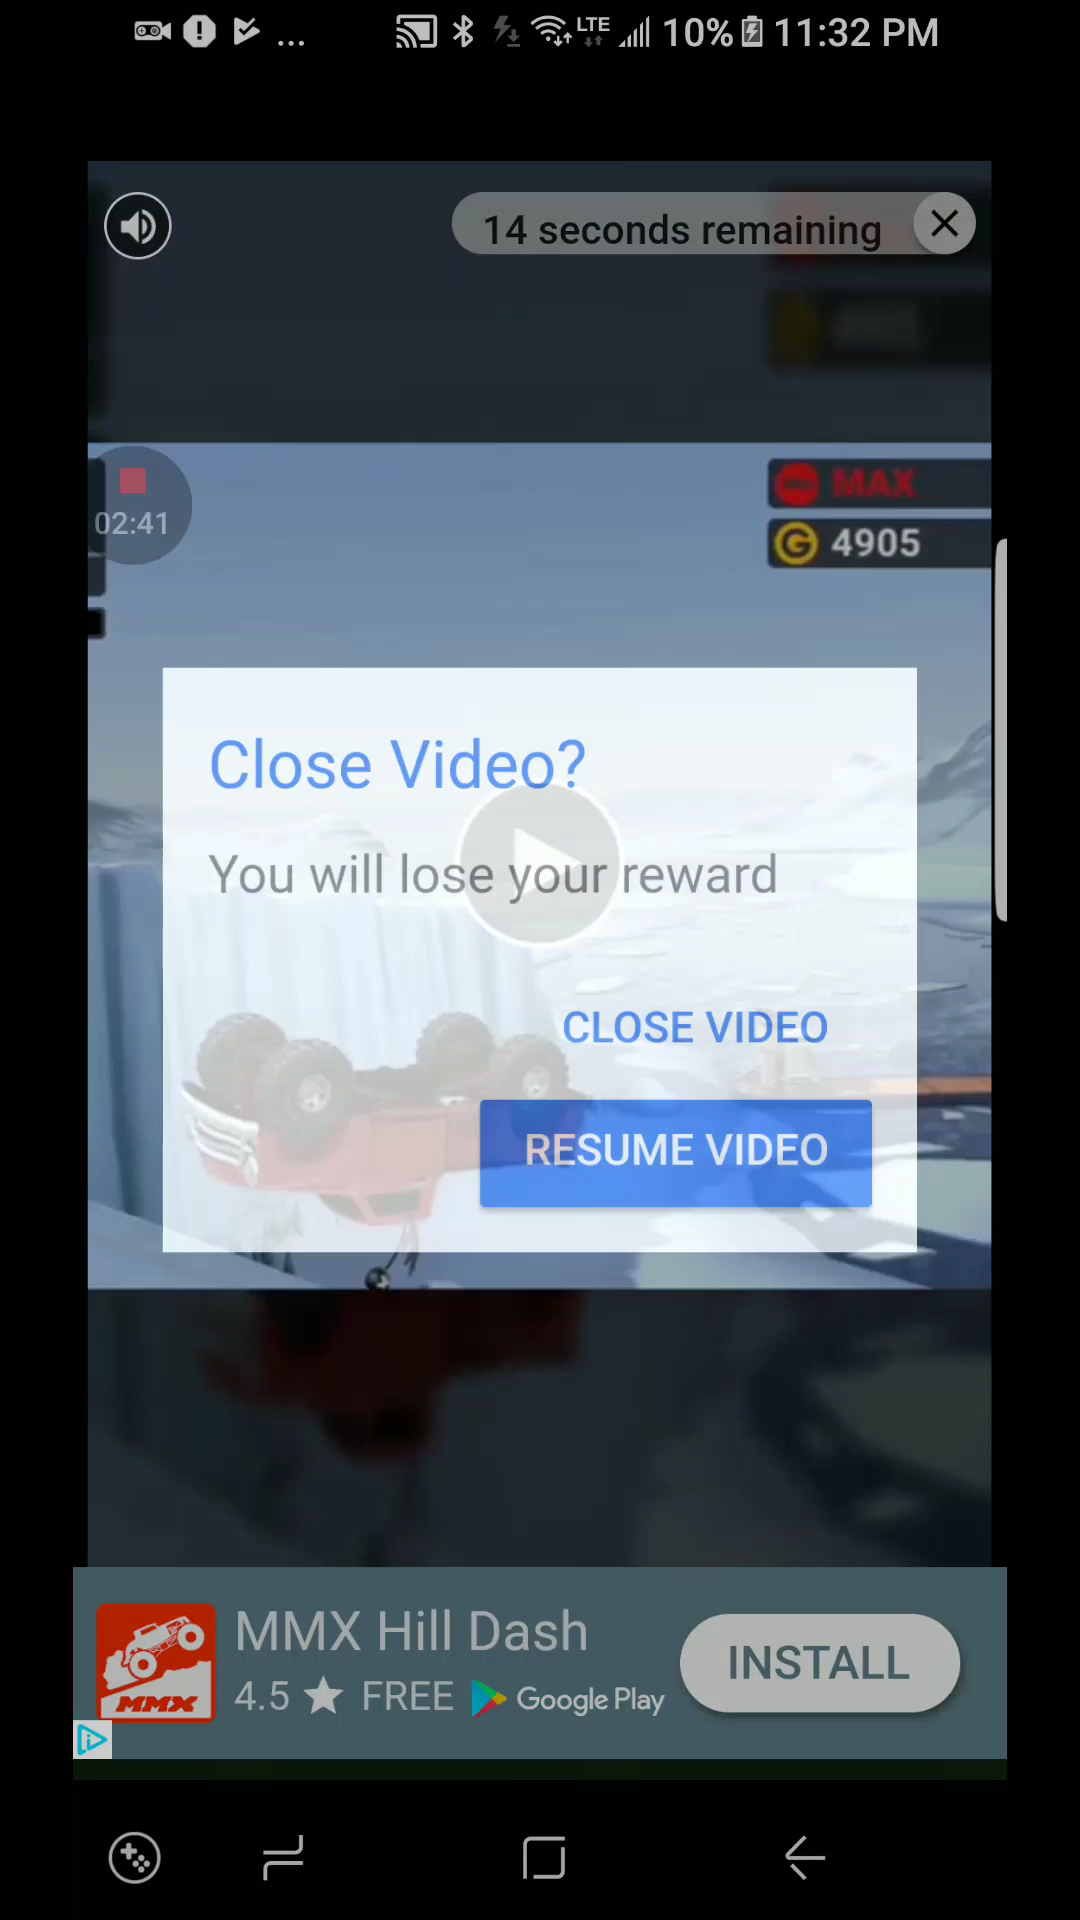 ... LTE 10% 11:32 PM
14 seconds remaining
02:41
MAX
G 4905
Close Video?
You will lose your reward
CLOSE VIDEO
RESUME VIDEO
MMX
MMX Hill Dash
4.5 ★ FREE Google Play
INSTALL